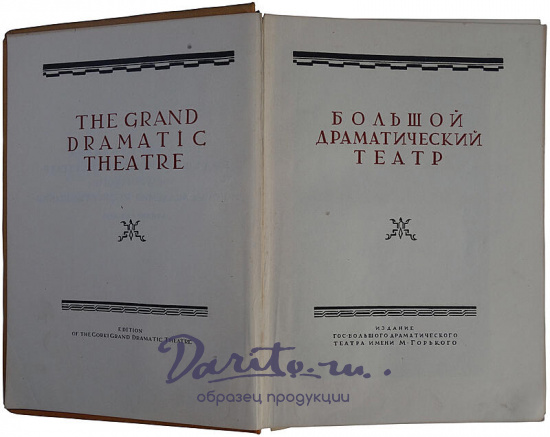 THE GRAND
DRAMATIC
THEATRE
EDITION
OF THE GORKI GRAND DRAMATIC THEATRE
БОЛЬШОЙ
ДРАМАТИЧЕСКИЙ
ТЕАТР
ИЗДАНИЕ
ГОС·БОЛЬШОГО ДРАМАТИЧЕСКОГО
ТЕАТРА ИМЕНИ М·ГОРЬКОГО
Darito.ru..
образец продукции